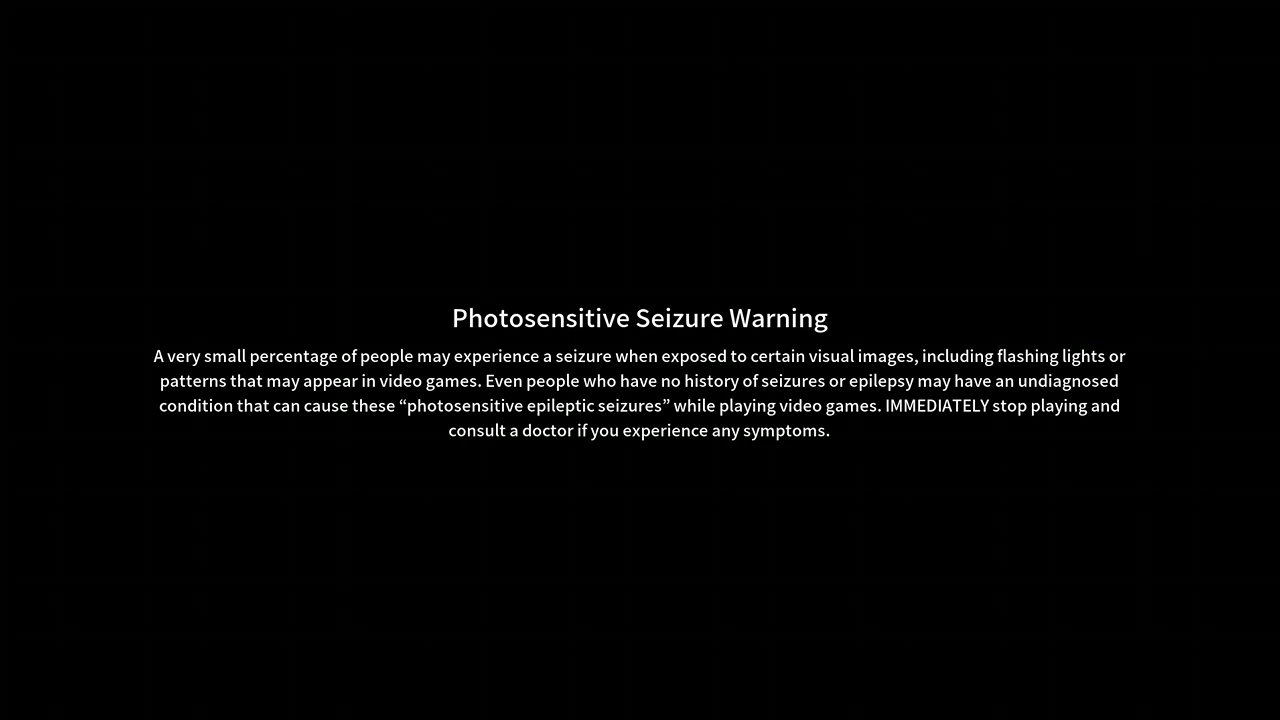 Photosensitive Seizure Warning
A very small percentage of people may experience a seizure when exposed to certain visual images, including flashing lights or
patterns that may appear in video games. Even people who have no history of seizures or epilepsy may have an undiagnosed
condition that can cause these “photosensitive epileptic seizures” while playing video games. IMMEDIATELY stop playing and
consult a doctor if you experience any symptoms.